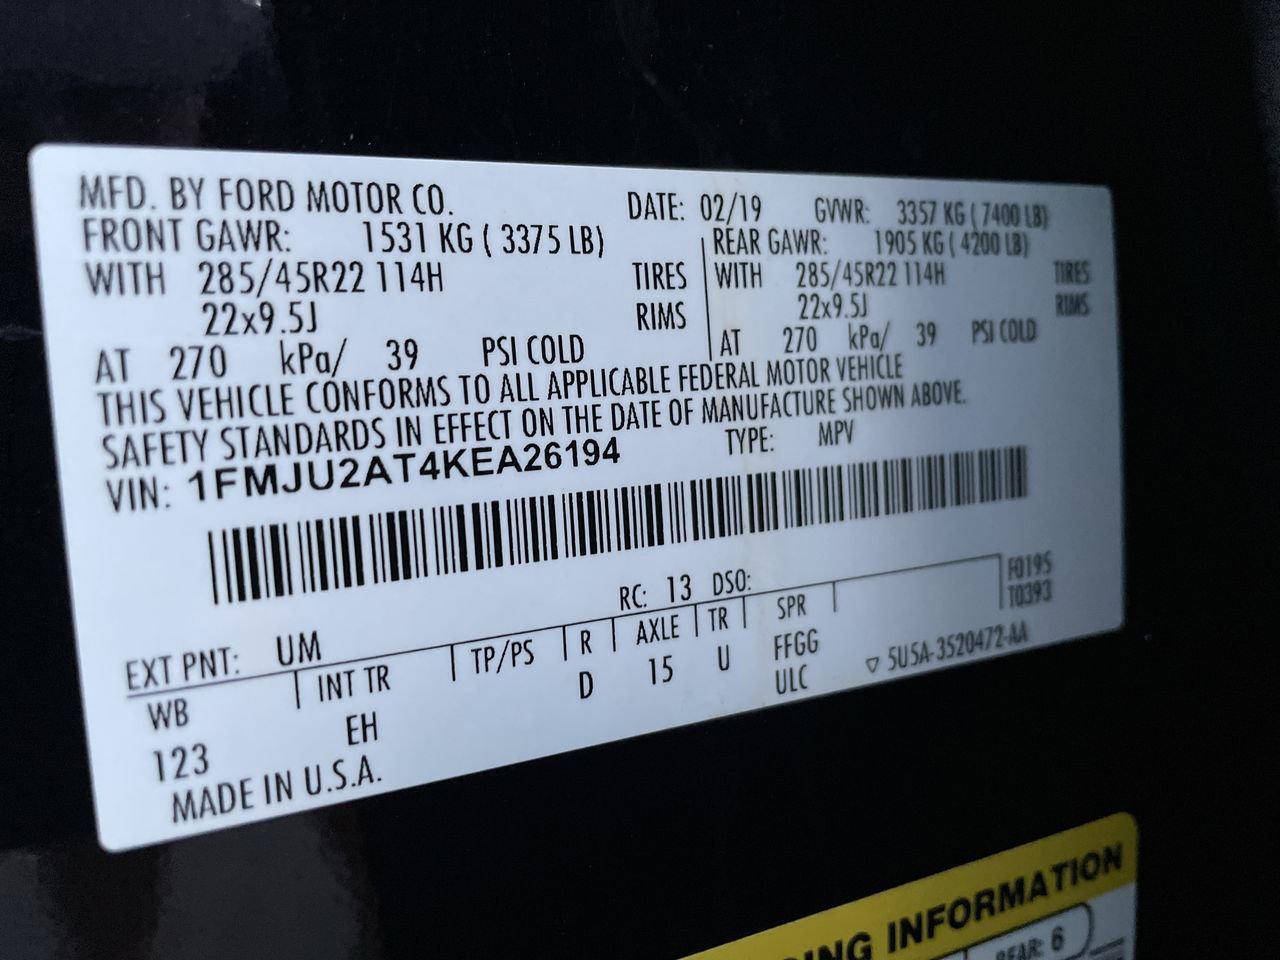 MFD. BY FORD MOTOR CO. DATE: 02/19 GVWR: 3357 KG ( 7400 LB)
FRONT GAWR: 1531 KG ( 3375 LB) REAR GAWR: 1905 KG ( 4200 LB)
WITH 285/45R22 114H TIRES WITH 285/45R22 114H TIRES
22x9.5J RIMS 22x9.5J RIMS
AT 270 kPa/ 39 PSI COLD AT 270 kPa/ 39 PSI COLD
THIS VEHICLE CONFORMS TO ALL APPLICABLE FEDERAL MOTOR VEHICLE
SAFETY STANDARDS IN EFFECT ON THE DATE OF MANUFACTURE SHOWN ABOVE.
VIN: 1FMJU2AT4KEA26194 TYPE: MPV
F0195
RC: 13 DSO: T0393
EXT PNT: UM
WB INT TR TP/PS R AXLE TR SPR
123 EH D 15 U FFGG
ULC ▽ 5U5A-3520472-AA
MADE IN U.S.A.
INFORMATION
REAR: 6